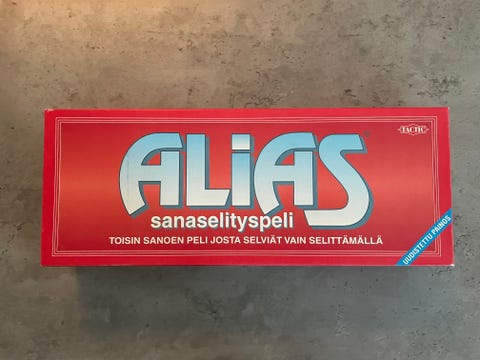 TACTIC
ALiAS
sanaselityspeli
TOISIN SANOEN PELI JOSTA SELVIÄT VAIN SELITTÄMÄLLÄ
UUDISTETTU PAINOS